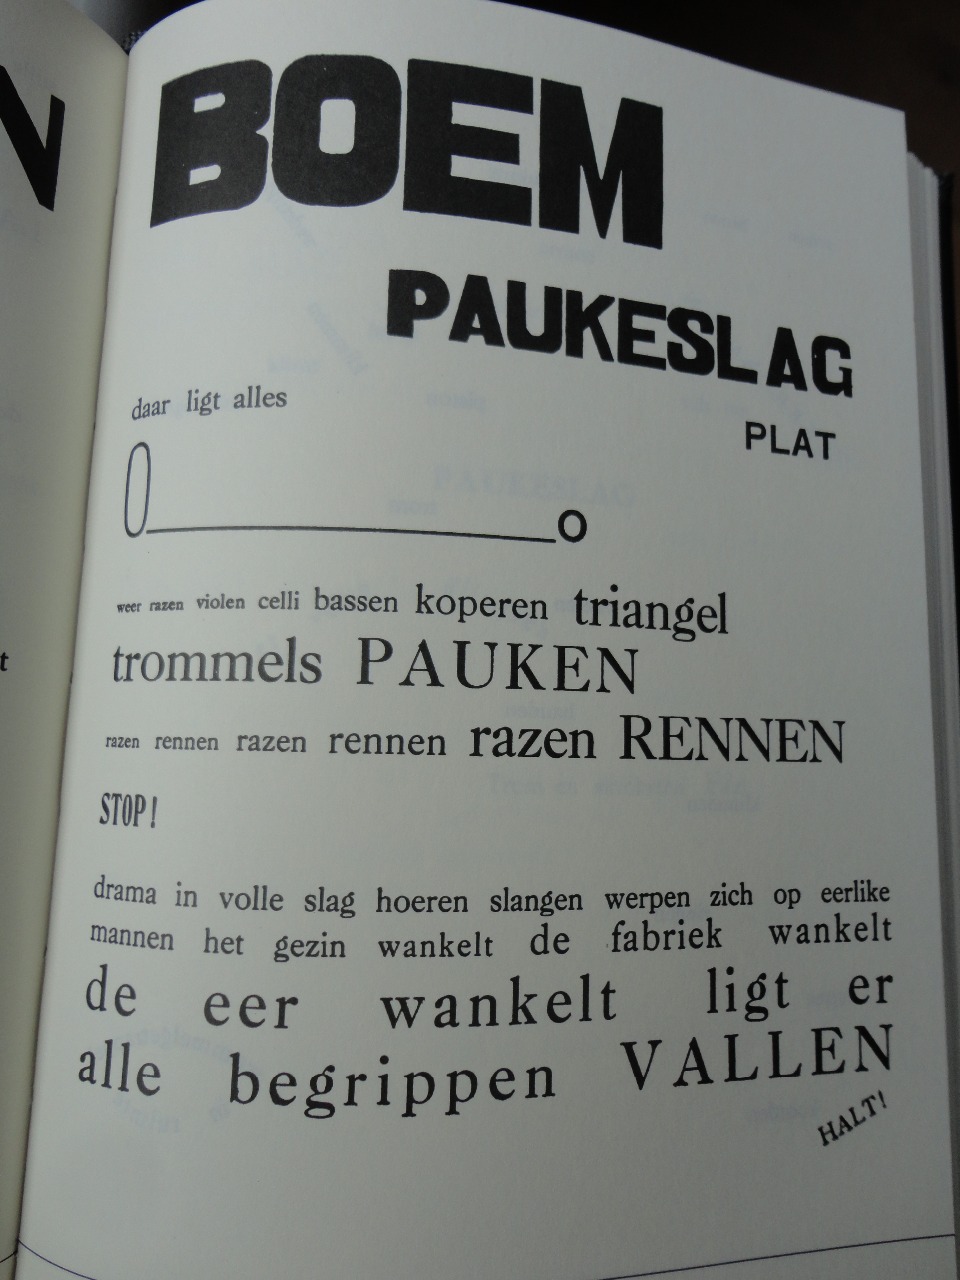 N
BOEM
PAUKESLAG
daar ligt alles
PLAT
O_______________o
weer razen violen celli bassen koperen triangel
trommels PAUKEN
razen rennen razen rennen razen RENNEN
STOP!
drama in volle slag hoeren slangen werpen zich op eerlike
mannen het gezin wankelt de fabriek wankelt
de eer wankelt ligt er
alle begrippen VALLEN
HALT!
t